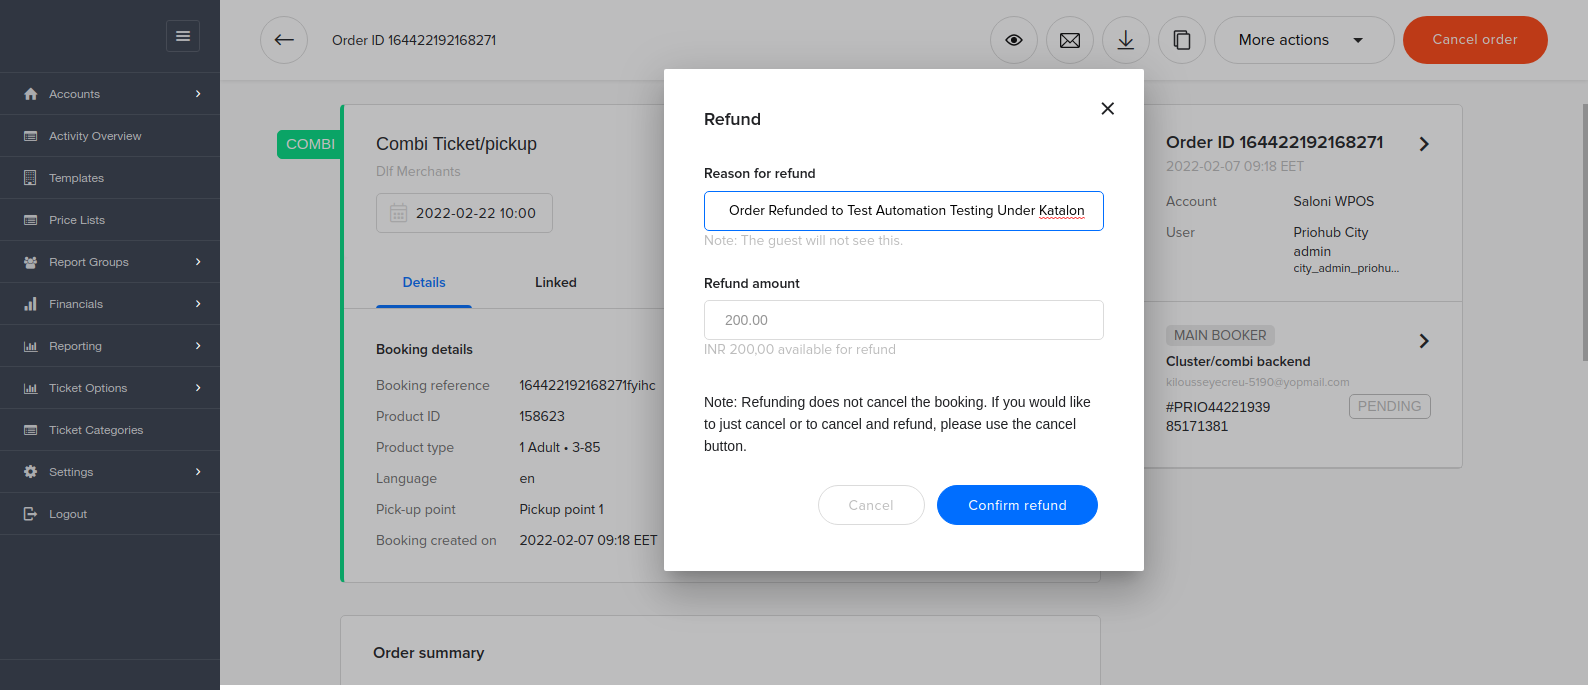 Accounts
Activity Overview
Templates
Price Lists
Report Groups
Financials
Reporting
Ticket Options
Ticket Categories
Settings
Logout
Order ID 164422192168271
More actions
Cancel order
COMBI
Combi Ticket/pickup
Dlf Merchants
2022-02-22 10:00
Details
Linked
Booking details
Booking reference 164422192168271fyihc
Product ID 158623
Product type 1 Adult • 3-85
Language en
Pick-up point Pickup point 1
Booking created on 2022-02-07 09:18 EET
Order summary
Refund
Reason for refund
Order Refunded to Test Automation Testing Under Katalon
Note: The guest will not see this.
Refund amount
200.00
INR 200,00 available for refund
Note: Refunding does not cancel the booking. If you would like
to just cancel or to cancel and refund, please use the cancel
button.
Cancel
Confirm refund
Order ID 164422192168271
2022-02-07 09:18 EET
Account Saloni WPOS
User Priohub City
admin
city_admin_priohu...
MAIN BOOKER
Cluster/combi backend
kilousseyecreu-5190@yopmail.com
#PRIO44221939
85171381
PENDING